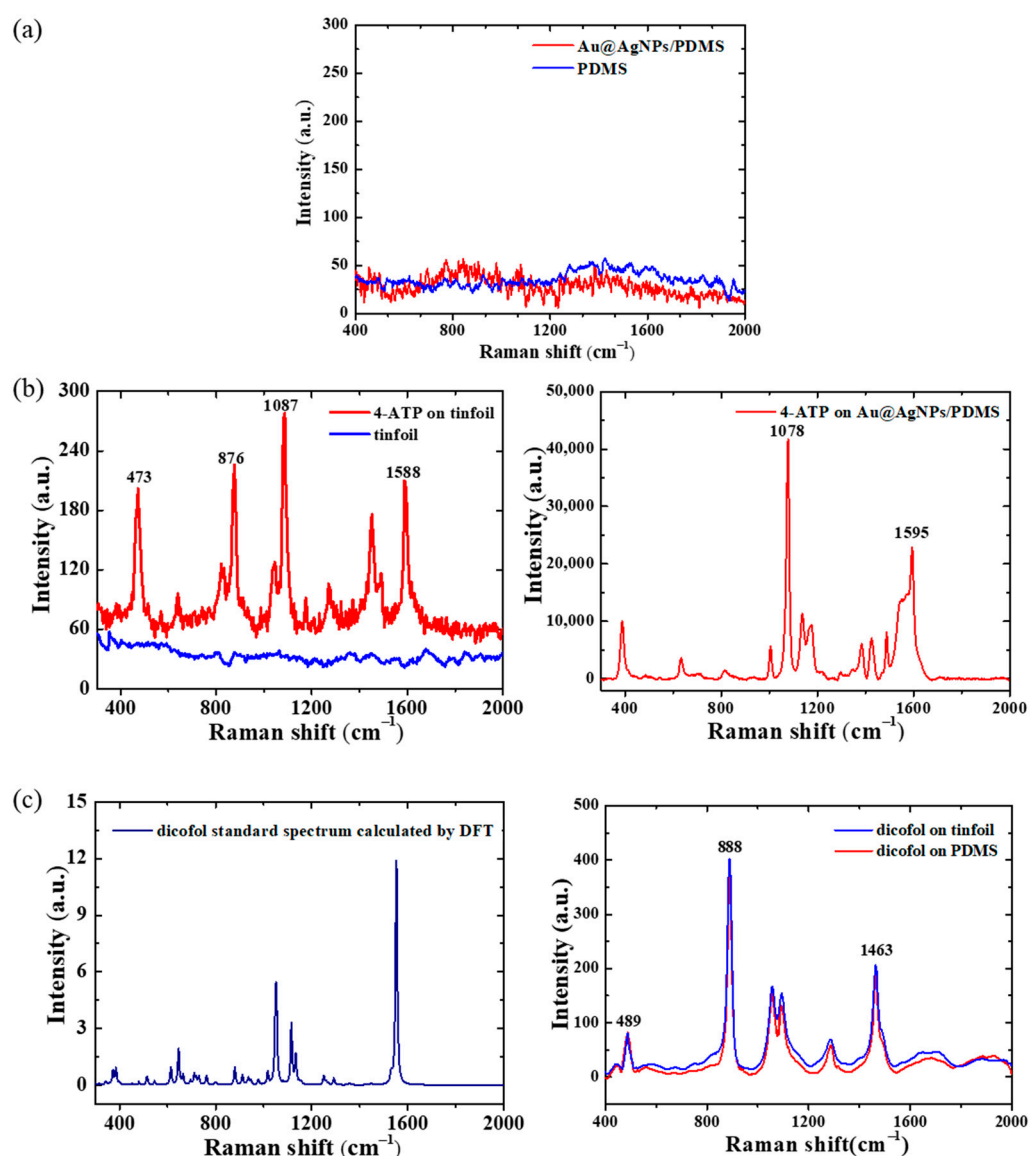 (a)
300
250
200
150
100
50
0
Intensity (a.u.)
Au@AgNPs/PDMS
PDMS
400 800 1200 1600 2000
Raman shift (cm⁻¹)
(b)
300
240
180
120
60
0
Intensity (a.u.)
473
876
1087
1588
4-ATP on tinfoil
tinfoil
400 800 1200 1600 2000
Raman shift (cm⁻¹)
50,000
40,000
30,000
20,000
10,000
0
Intensity (a.u.)
4-ATP on Au@AgNPs/PDMS
1078
1595
400 800 1200 1600 2000
Raman shift (cm⁻¹)
(c)
15
12
9
6
3
0
Intensity (a.u.)
dicofol standard spectrum calculated by DFT
400 800 1200 1600 2000
Raman shift (cm⁻¹)
500
400
300
200
100
0
Intensity (a.u.)
dicofol on tinfoil
dicofol on PDMS
888
1463
489
400 800 1200 1600 2000
Raman shift(cm⁻¹)